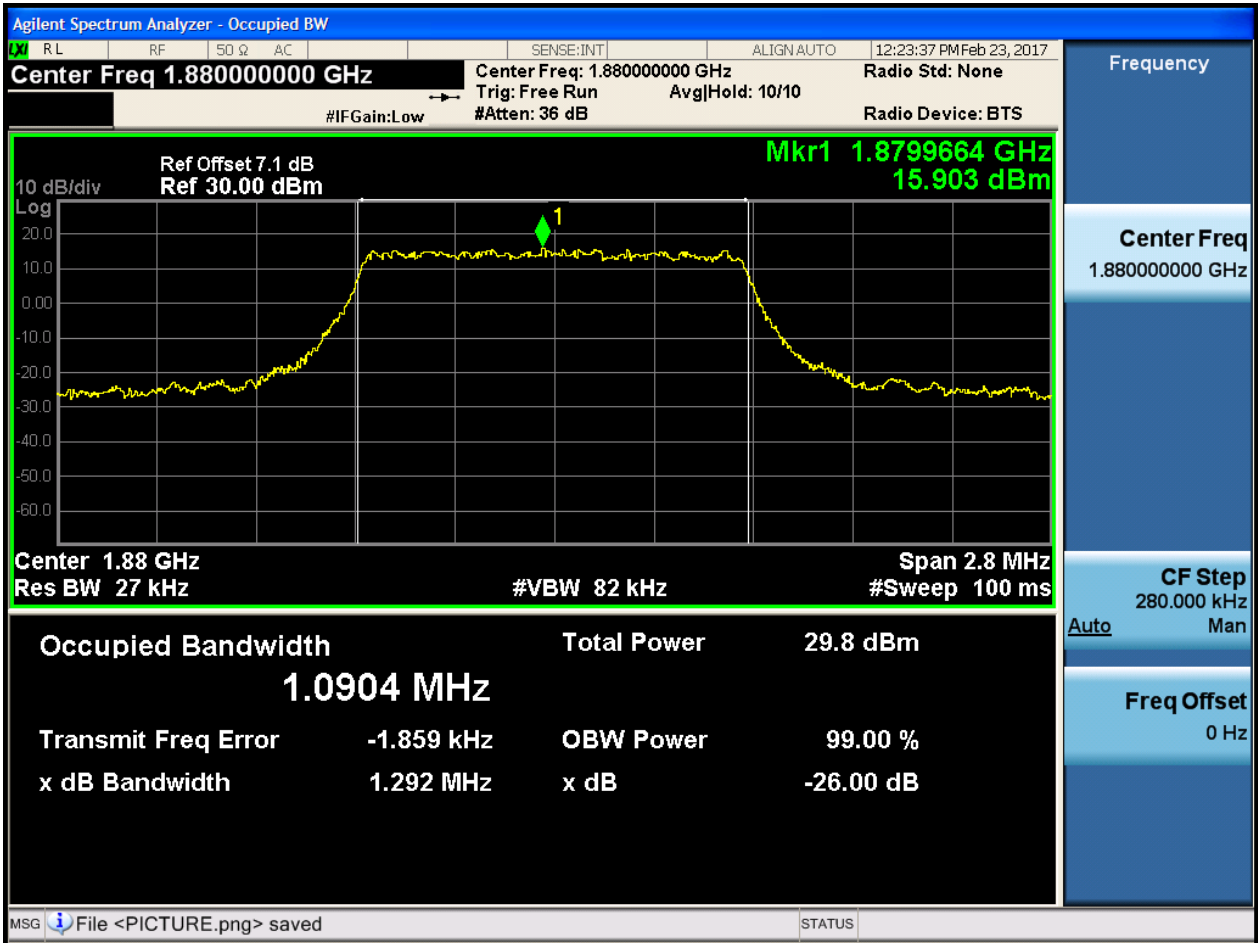 Agilent Spectrum Analyzer - Occupied BW
LXI RL RF 50 Ω AC SENSE:INT ALIGN AUTO 12:23:37 PM Feb 23, 2017
Center Freq 1.880000000 GHz
Center Freq: 1.880000000 GHz
Radio Std: None
Trig: Free Run Avg|Hold: 10/10
#IFGain:Low
#Atten: 36 dB
Radio Device: BTS
Mkr1 1.8799664 GHz
15.903 dBm
Ref Offset 7.1 dB
10 dB/div Ref 30.00 dBm
Log
1
20.0
10.0
0.00
-10.0
-20.0
-30.0
-40.0
-50.0
-60.0
Center 1.88 GHz Span 2.8 MHz
Res BW 27 kHz #VBW 82 kHz #Sweep 100 ms
Occupied Bandwidth Total Power 29.8 dBm
1.0904 MHz
Transmit Freq Error -1.859 kHz OBW Power 99.00 %
x dB Bandwidth 1.292 MHz x dB -26.00 dB
Frequency
Center Freq
1.880000000 GHz
CF Step
280.000 kHz
Auto Man
Freq Offset
0 Hz
MSG File <PICTURE.png> saved STATUS